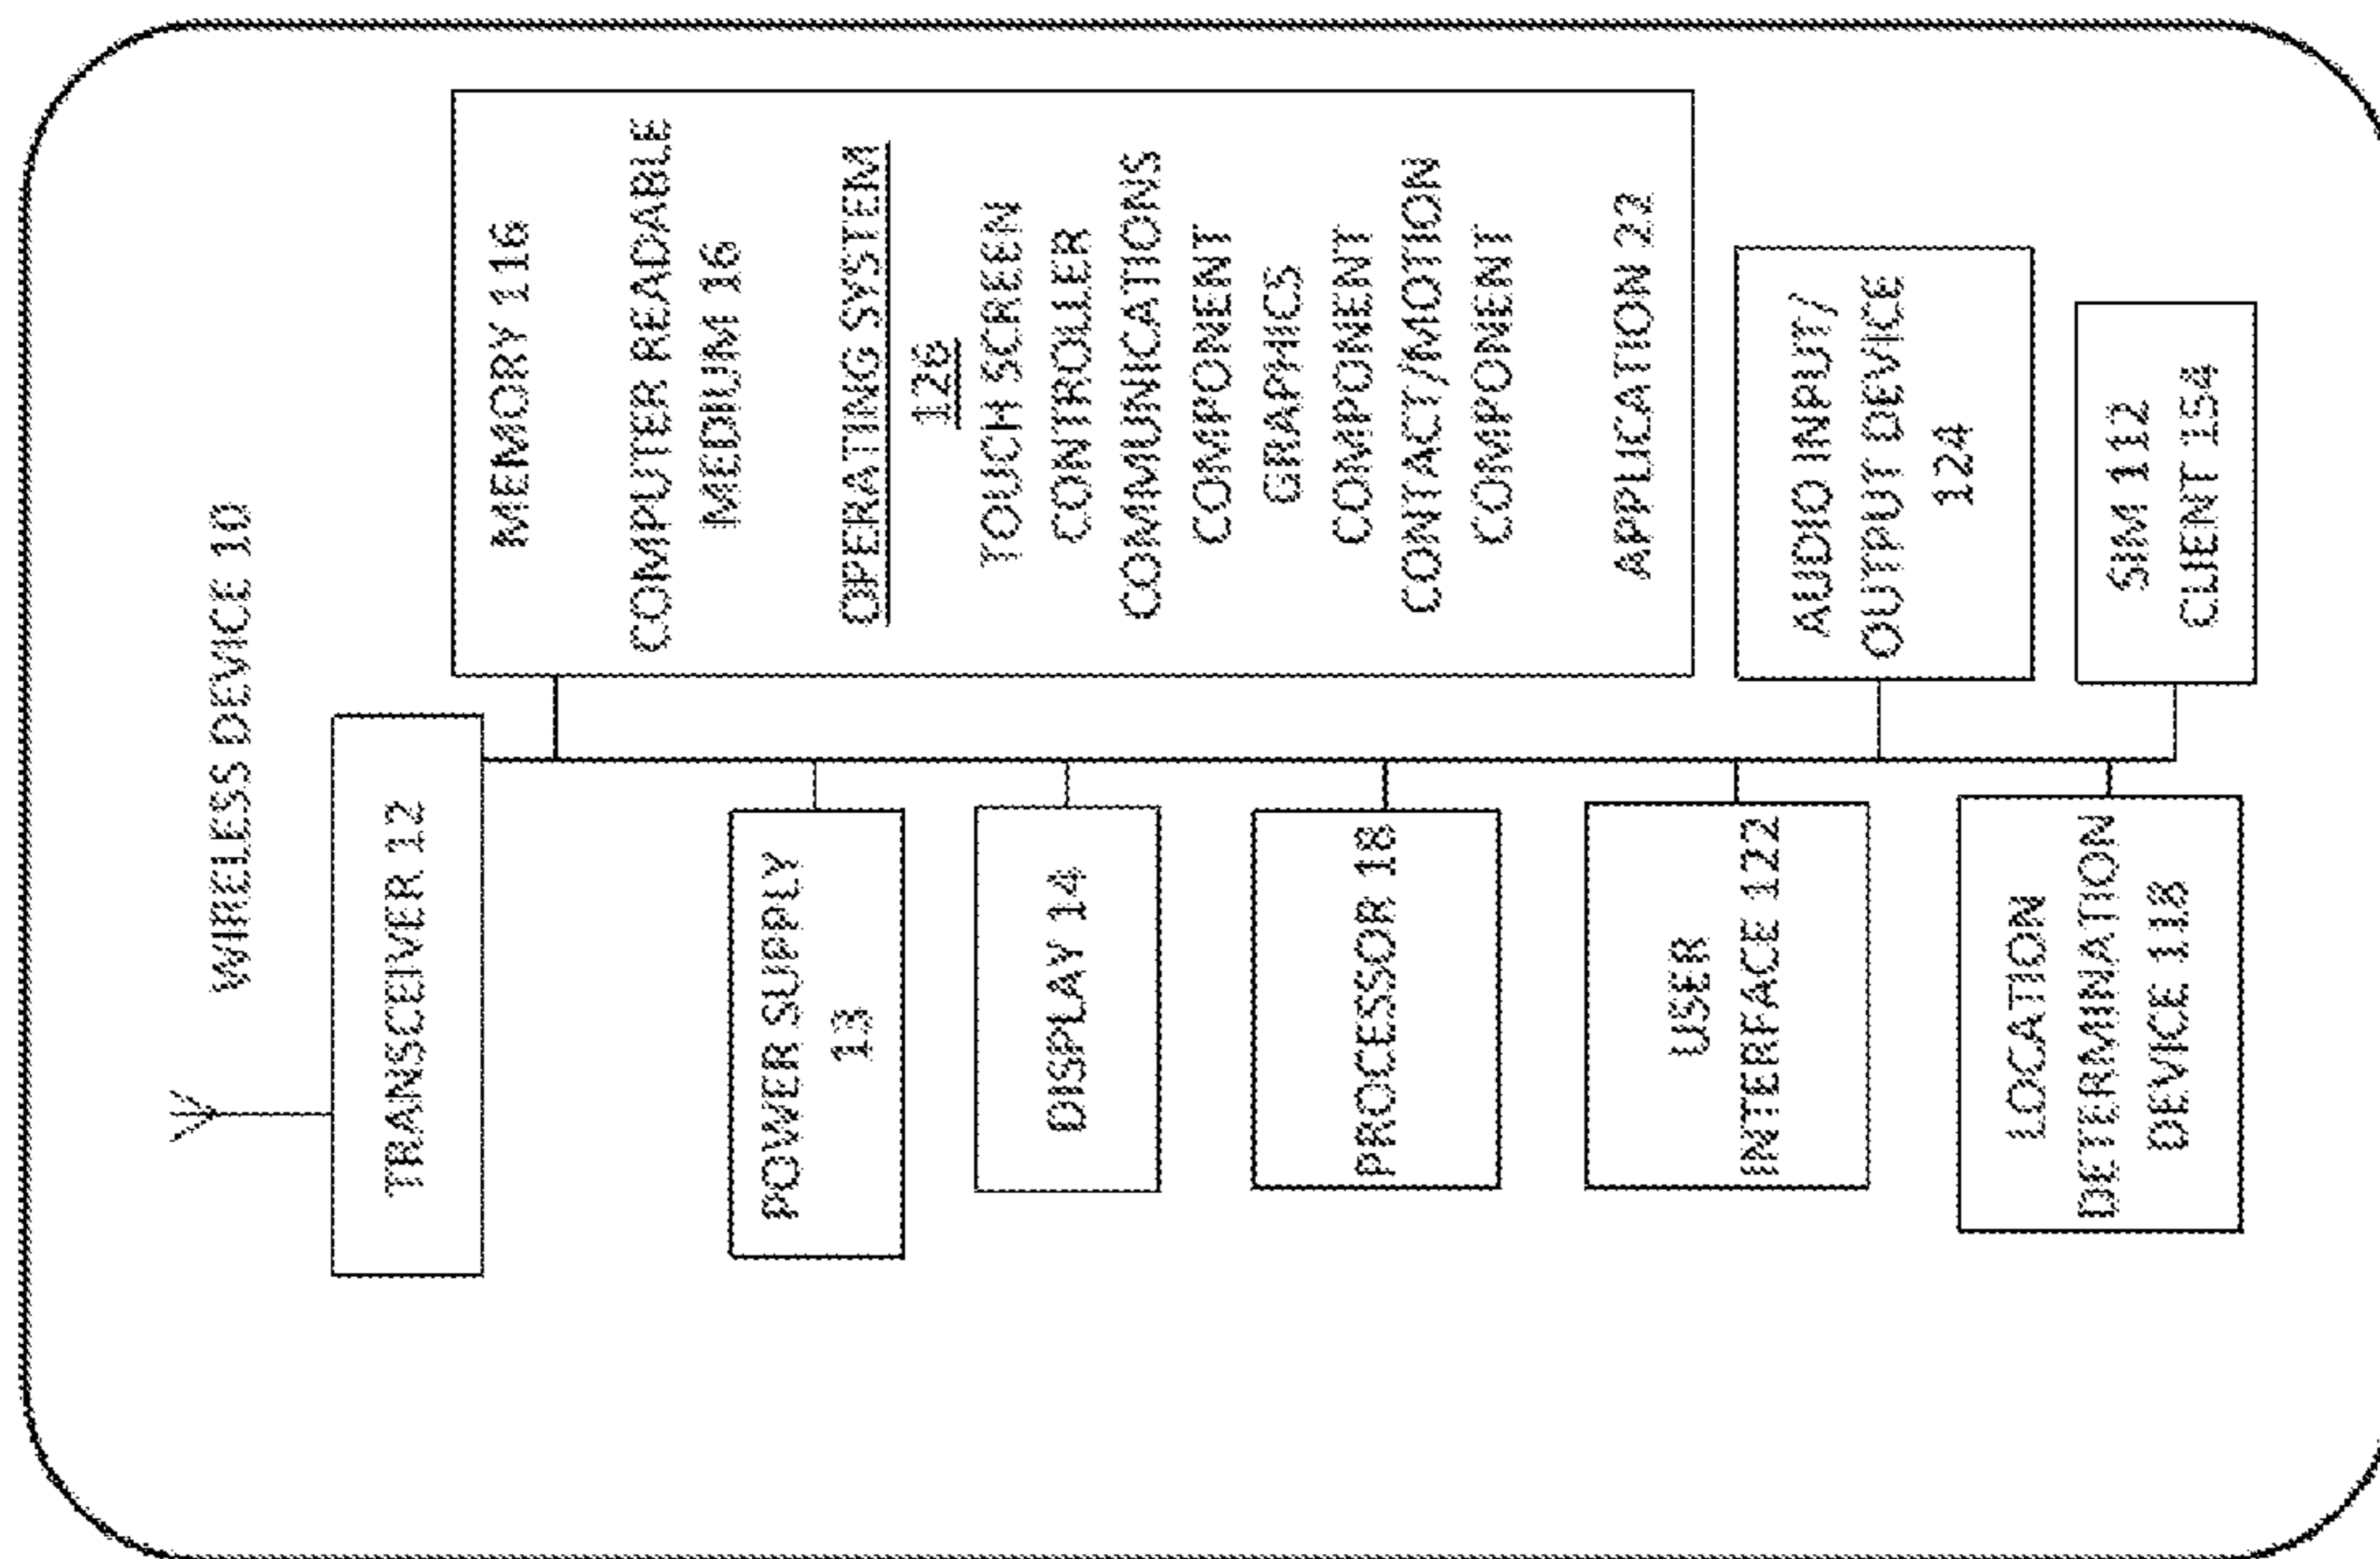 WIRELESS DEVICE 10
TRANSCEIVER 12
POWER SUPPLY
13
DISPLAY 14
PROCESSOR 18
USER
INTERFACE 122
LOCATION
DETERMINATION
DEVICE 118
MEMORY 116
COMPUTER READABLE
MEDIUM 16
OPERATING SYSTEM
126
TOUCH SCREEN
CONTROLLER
COMMUNICATIONS
COMPONENT
GRAPHICS
COMPONENT
CONTACT/MOTION
COMPONENT
APPLICATION 22
AUDIO INPUT/
OUTPUT DEVICE
124
SIM 112
CLIENT 154